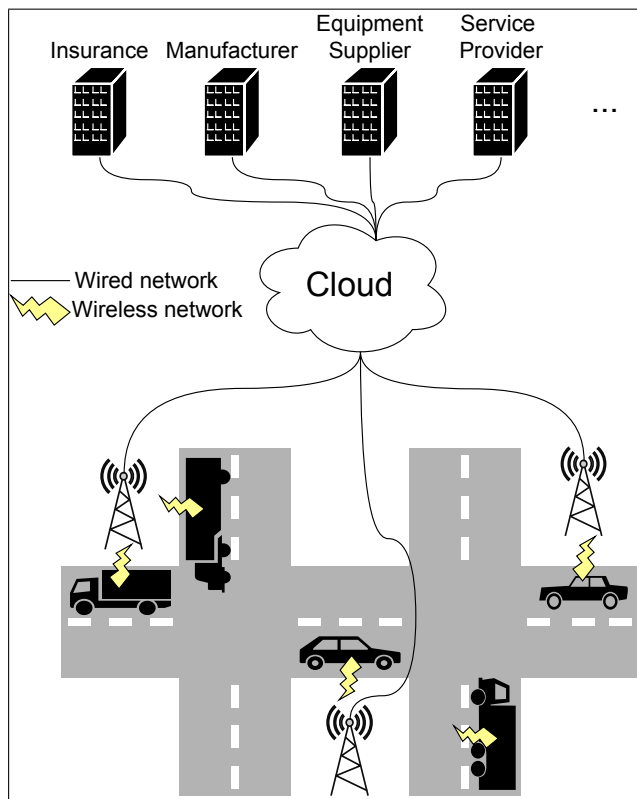 Insurance
Manufacturer
Equipment
Supplier
Service
Provider
...
Cloud
Wired network
Wireless network